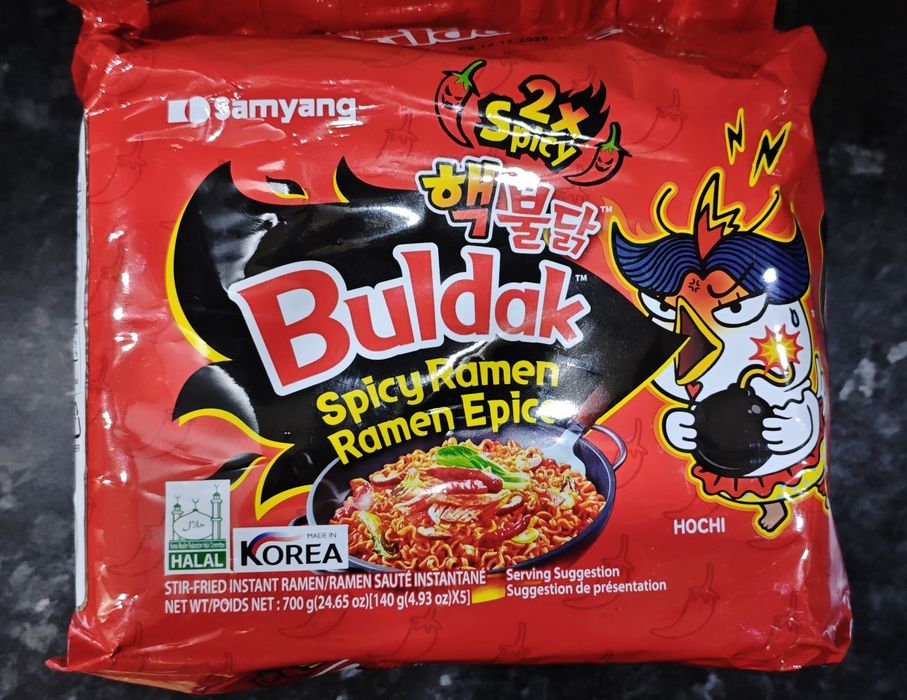 samyang
2x
Spicy
핵불닭™
Buldak™
Spicy Ramen
Ramen Epicé
حلال
HALAL
MADE IN
KOREA
HOCHI
STIR-FRIED INSTANT RAMEN/RAMEN SAUTÉ INSTANTANÉ
NET WT/POIDS NET : 700 g(24.65 oz)[140 g(4.93 oz)X5]
Serving Suggestion
Suggestion de présentation